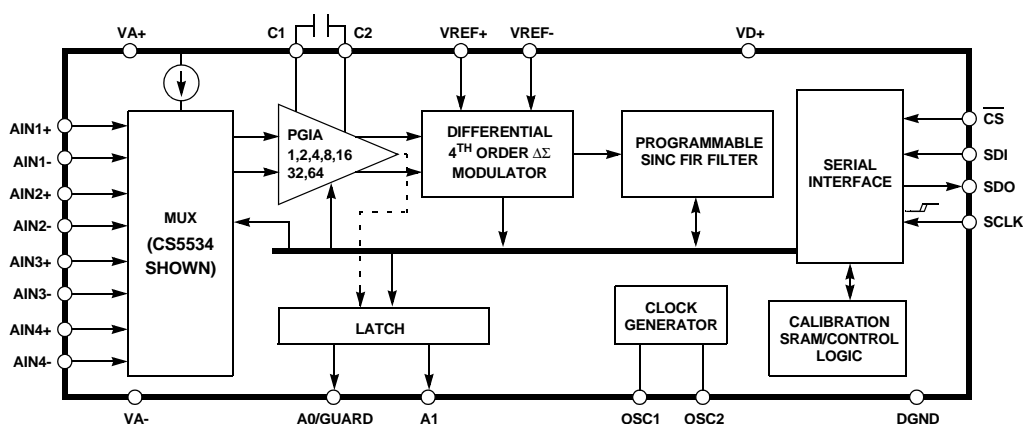 VA+
C1
C2
VREF+
VREF-
VD+
AIN1+
AIN1-
AIN2+
AIN2-
AIN3+
AIN3-
AIN4+
AIN4-
MUX
(CS5534
SHOWN)
PGIA
1,2,4,8,16
32,64
DIFFERENTIAL
4TH ORDER ΔΣ
MODULATOR
PROGRAMMABLE
SINC FIR FILTER
SERIAL
INTERFACE
CS
SDI
SDO
SCLK
LATCH
CLOCK
GENERATOR
CALIBRATION
SRAM/CONTROL
LOGIC
VA-
A0/GUARD
A1
OSC1
OSC2
DGND